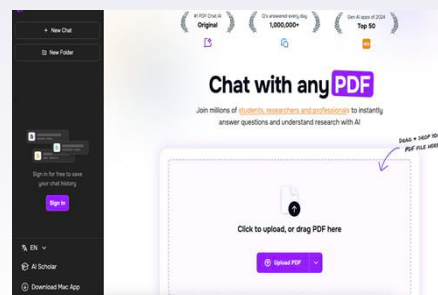 + New Chat
New Folder
Sign in for free to save
your chat history
Sign in
EN
AI Scholar
Download Mac App
#1 PDF Chat AI
Original
Q's answered every day
1,000,000+
Gen AI apps of 2024
Top 50
Chat with any PDF
Join millions of students, researchers and professionals to instantly
answer questions and understand research with AI
DRAG & DROP YOU
PDF FILE HERE
Click to upload, or drag PDF here
Upload PDF